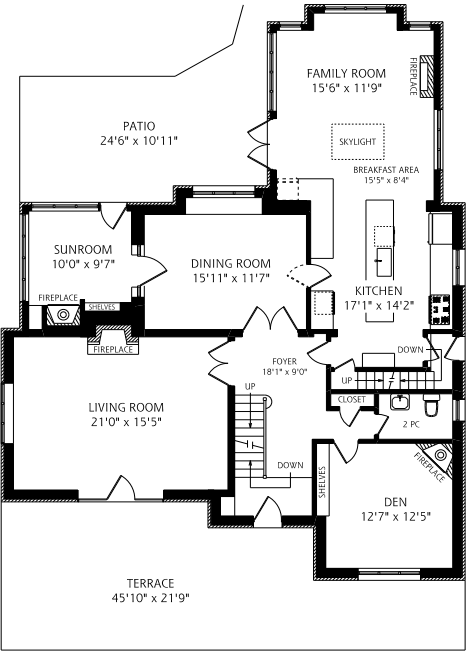 FAMILY ROOM
15'6" x 11'9"
FIREPLACE
PATIO
24'6" x 10'11"
SKYLIGHT
BREAKFAST AREA
15'5" x 8'4"
SUNROOM
10'0" x 9'7"
DINING ROOM
15'11" x 11'7"
KITCHEN
17'1" x 14'2"
FIREPLACE
SHELVES
FIREPLACE
FOYER
18'1" x 9'0"
DOWN
UP
UP
CLOSET
LIVING ROOM
21'0" x 15'5"
2 PC
DOWN
SHELVES
FIREPLACE
DEN
12'7" x 12'5"
TERRACE
45'10" x 21'9"